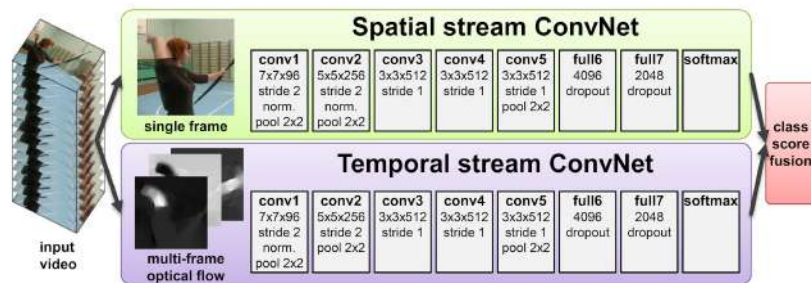 Spatial stream ConvNet
conv1
7x7x96
stride 2
norm.
pool 2x2
conv2
5x5x256
stride 2
norm.
pool 2x2
conv3
3x3x512
stride 1
conv4
3x3x512
stride 1
conv5
3x3x512
stride 1
pool 2x2
full6
4096
dropout
full7
2048
dropout
softmax
single frame
Temporal stream ConvNet
conv1
7x7x96
stride 2
norm.
pool 2x2
conv2
5x5x256
stride 2
pool 2x2
conv3
3x3x512
stride 1
conv4
3x3x512
stride 1
conv5
3x3x512
stride 1
pool 2x2
full6
4096
dropout
full7
2048
dropout
softmax
multi-frame
optical flow
input
video
class
score
fusion